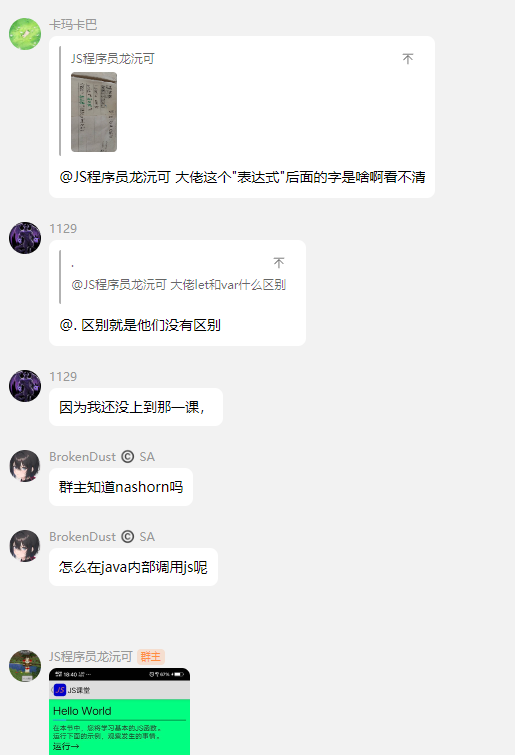 卡玛卡巴
JS程序员龙沅可
@JS程序员龙沅可 大佬这个"表达式"后面的字是啥啊看不清
1129
.
@JS程序员龙沅可 大佬let和var什么区别
@. 区别就是他们没有区别
1129
因为我还没上到那一课，
BrokenDust © SA
群主知道nashorn吗
BrokenDust © SA
怎么在java内部调用js呢
JS程序员龙沅可 群主
18:40
67%
JS JS课堂
Hello World
在本节中，您将学习基本的JS函数。
运行下面的示例，观察发生的事情。
运行→